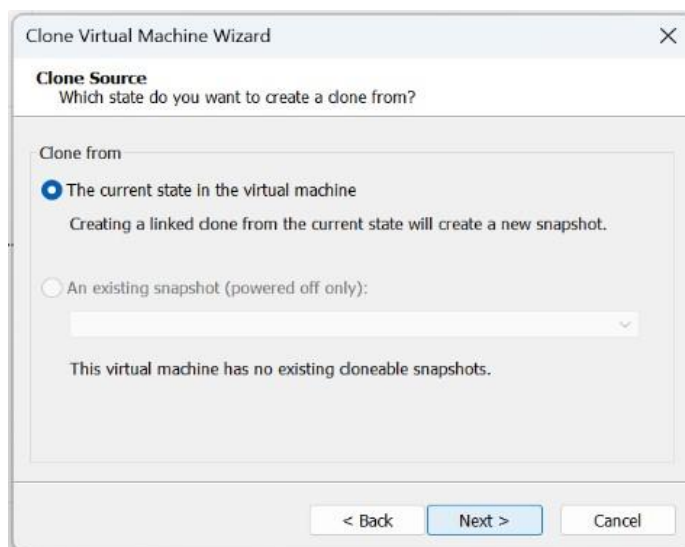 Clone Virtual Machine Wizard
Clone Source
Which state do you want to create a clone from?
Clone from
The current state in the virtual machine
Creating a linked clone from the current state will create a new snapshot.
An existing snapshot (powered off only):
This virtual machine has no existing cloneable snapshots.
< Back
Next >
Cancel